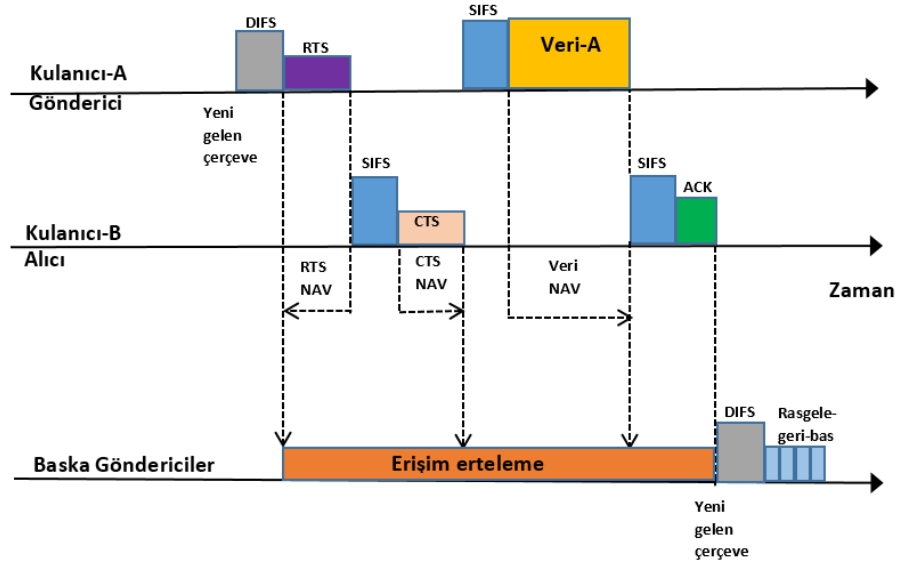 DIFS
RTS
SIFS
Veri-A
Kulanıcı-A
Gönderici
Yeni
gelen
çerçeve
SIFS
CTS
SIFS
ACK
Kulanıcı-B
Alıcı
RTS
NAV
CTS
NAV
Veri
NAV
Zaman
Baska Göndericiler
Erişim erteleme
DIFS
Rasgele-
geri-bas
Yeni
gelen
çerçeve